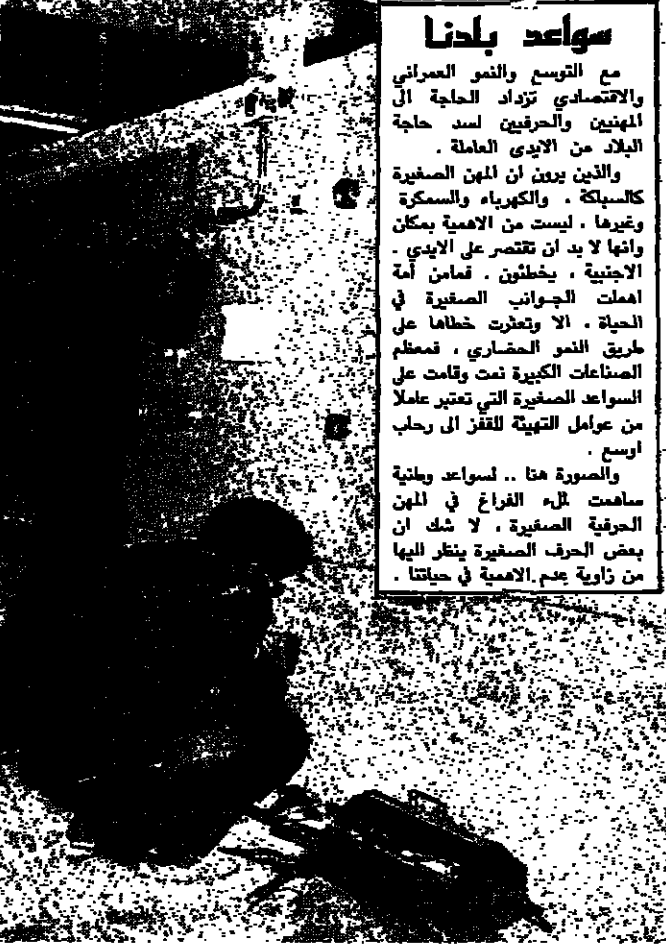 سواعد بلدنا
مع التوسع والنمو العمراني
والاقتصادي تزداد الحاجة الى
المهنيين والحرفيين لسد حاجة
البلاد من الايدى العاملة .
والذين يرون ان المهن الصغيرة
كالسباكة ، والكهرباء والسمكرة
وغيرها ، ليست من الاهمية بمكان
وانها لا بد ان تقتصر على الايدي .
الاجنبية ، يخطئون . فمامن أمة
اهملت الجوانب الصغيرة في
الحياة ، الا وتعثرت خطاها على
طريق النمو الحضاري ، فمعظم
الصناعات الكبيرة نمت وقامت على
السواعد الصغيرة التي تعتبر عاملا
من عوامل التهيئة للقفز الى رحاب
اوسع .
والصورة هنا .. لسواعد وطنية
ساهمت لملء الفراغ في المهن
الحرفية الصغيرة ، لا شك ان
بعض الحرف الصغيرة ينظر اليها
من زاوية عدم الاهمية في حياتنا .